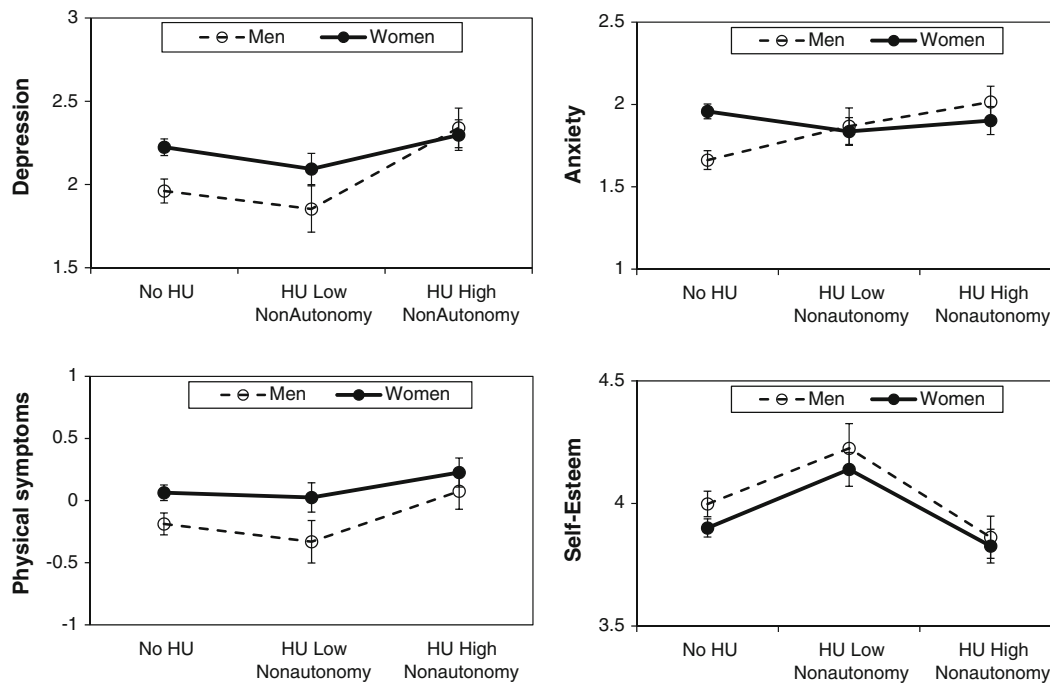 3
2.5
2
1.5
Depression
Men
Women
No HU
HU Low
NonAutonomy
HU High
NonAutonomy
2.5
2
1.5
1
Anxiety
Men
Women
No HU
HU Low
Nonautonomy
HU High
Nonautonomy
1
0.5
0
-0.5
-1
Physical symptoms
Men
Women
No HU
HU Low
Nonautonomy
HU High
Nonautonomy
4.5
4
3.5
Self-Esteem
Men
Women
No HU
HU Low
Nonautonomy
HU High
Nonautonomy